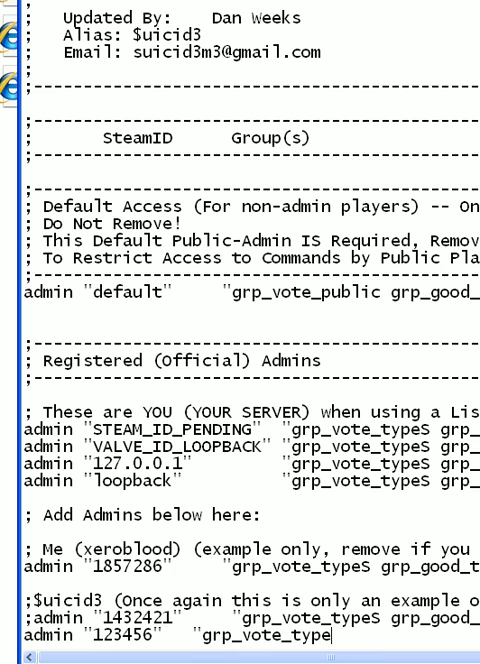 ;
; Updated By: Dan Weeks
; Alias: $uicid3
; Email: suicid3m3@gmail.com
;
;-----------------------------------------------

;-----------------------------------------------
; SteamID Group(s)
;-----------------------------------------------

;-----------------------------------------------
; Default Access (For non-admin players) -- On
; Do Not Remove!
; This Default Public-Admin IS Required, Remov
; To Restrict Access to Commands by Public Pla
;-----------------------------------------------
admin "default" "grp_vote_public grp_good_

;-----------------------------------------------
; Registered (Official) Admins
;-----------------------------------------------

; These are YOU (YOUR SERVER) when using a Lis
admin "STEAM_ID_PENDING" "grp_vote_typeS grp_
admin "VALVE_ID_LOOPBACK" "grp_vote_typeS grp_
admin "127.0.0.1" "grp_vote_typeS grp_
admin "loopback" "grp_vote_typeS grp_

; Add Admins below here:

; Me (xeroblood) (example only, remove if you
admin "1857286" "grp_vote_typeS grp_good_t

;$uicid3 (Once again this is only an example o
;admin "1432421" "grp_vote_typeS grp_good_
admin "123456" "grp_vote_type